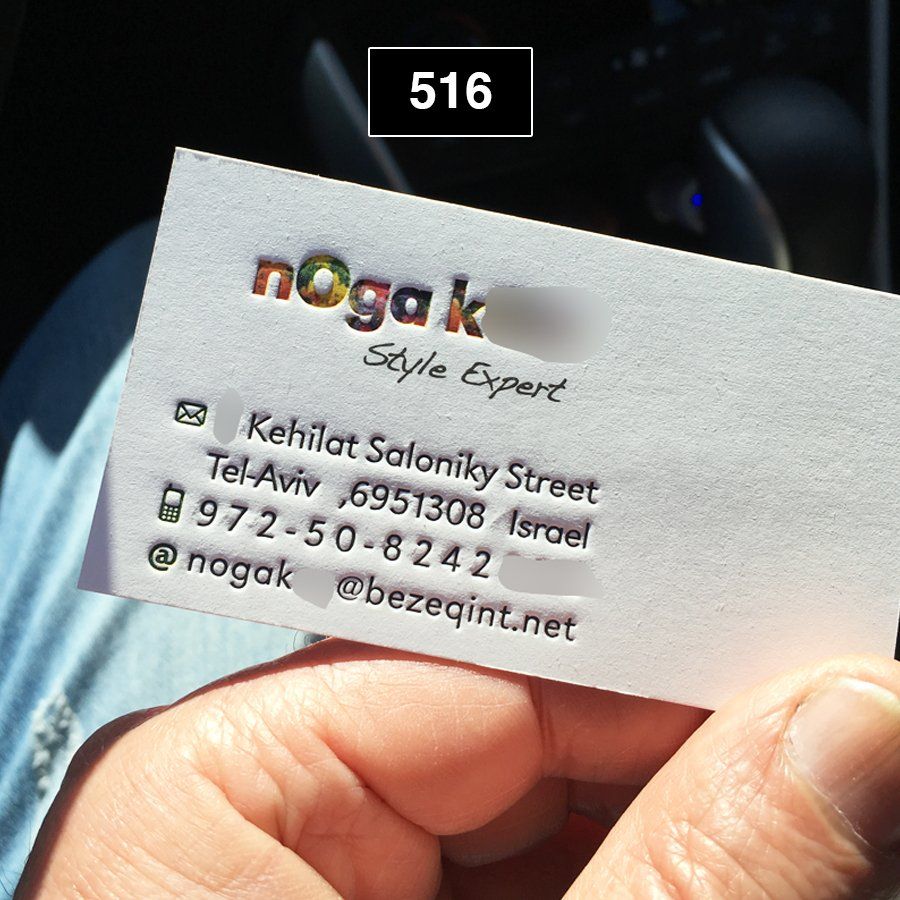 516
nOga k
Style Expert
Kehilat Saloniky Street
Tel-Aviv ,6951308 Israel
972-50-8242
@ nogak @bezeqint.net